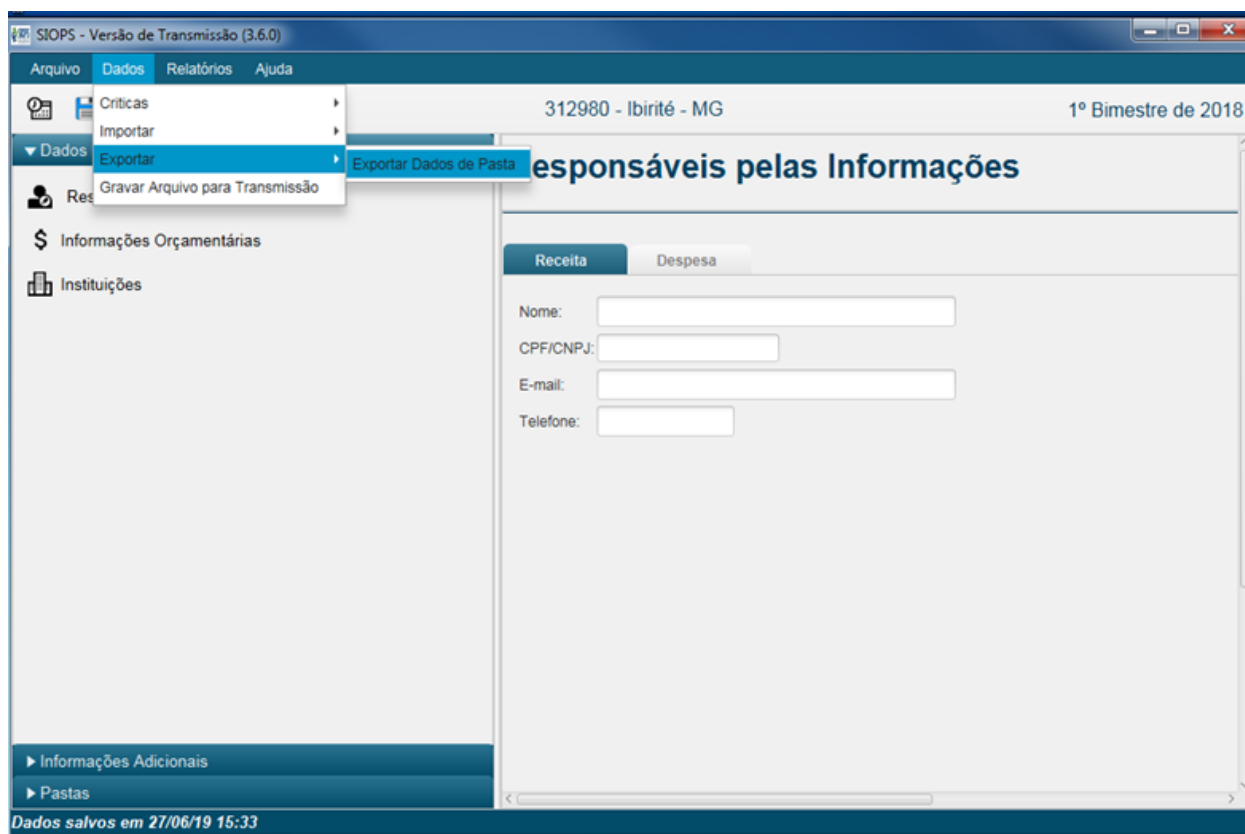 SIOPS - Versão de Transmissão (3.6.0)
Arquivo Dados Relatórios Ajuda
312980 - Ibirité - MG
1º Bimestre de 2018
Criticas
Importar
Exportar
Exportar Dados de Pasta
Gravar Arquivo para Transmissão
Dados
Res
Informações Orçamentárias
Instituições
esponsáveis pelas Informações
Receita Despesa
Nome:
CPF/CNPJ:
E-mail:
Telefone:
Informações Adicionais
Pastas
Dados salvos em 27/06/19 15:33